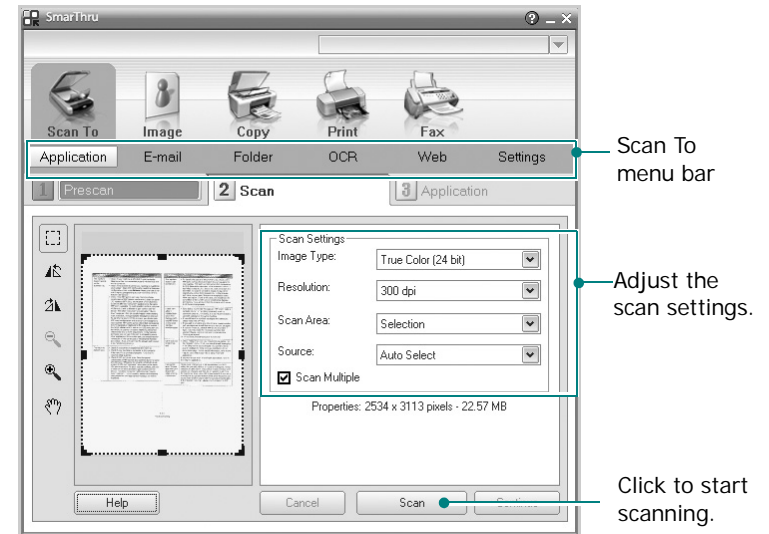 SmarThru
Scan To Image Copy Print Fax
Application E-mail Folder OCR Web Settings
Scan To
menu bar
1 Prescan 2 Scan 3 Application
Scan Settings
Image Type: True Color (24 bit)
Resolution: 300 dpi
Scan Area: Selection
Source: Auto Select
Scan Multiple
Properties: 2534 x 3113 pixels - 22.57 MB
Adjust the
scan settings.
Help Cancel Scan Continue
Click to start
scanning.